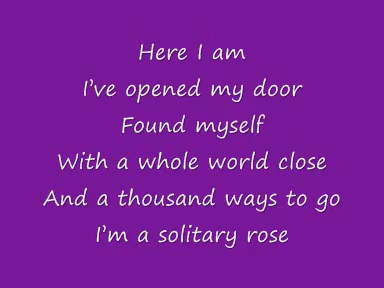 Here I am
I've opened my door
Found myself
With a whole world close
And a thousand ways to go
I'm a solitary rose